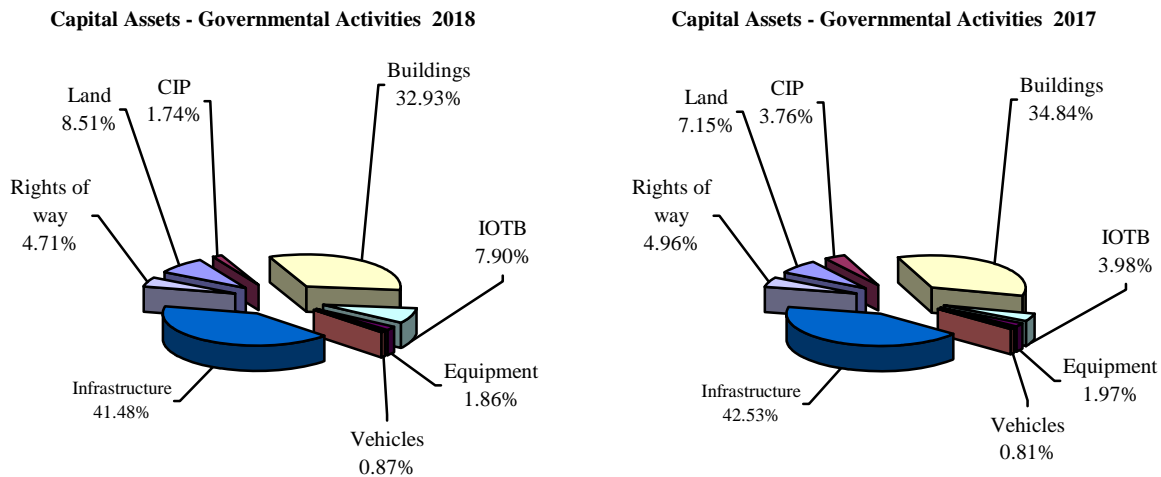 Capital Assets - Governmental Activities  2018
Buildings
32.93%
CIP
1.74%
Land
8.51%
Rights of
way
4.71%
IOTB
7.90%
Equipment
1.86%
Infrastructure
41.48%
Vehicles
0.87%
Capital Assets - Governmental Activities  2017
Buildings
34.84%
CIP
3.76%
Land
7.15%
Rights of
way
4.96%
IOTB
3.98%
Equipment
1.97%
Infrastructure
42.53%
Vehicles
0.81%